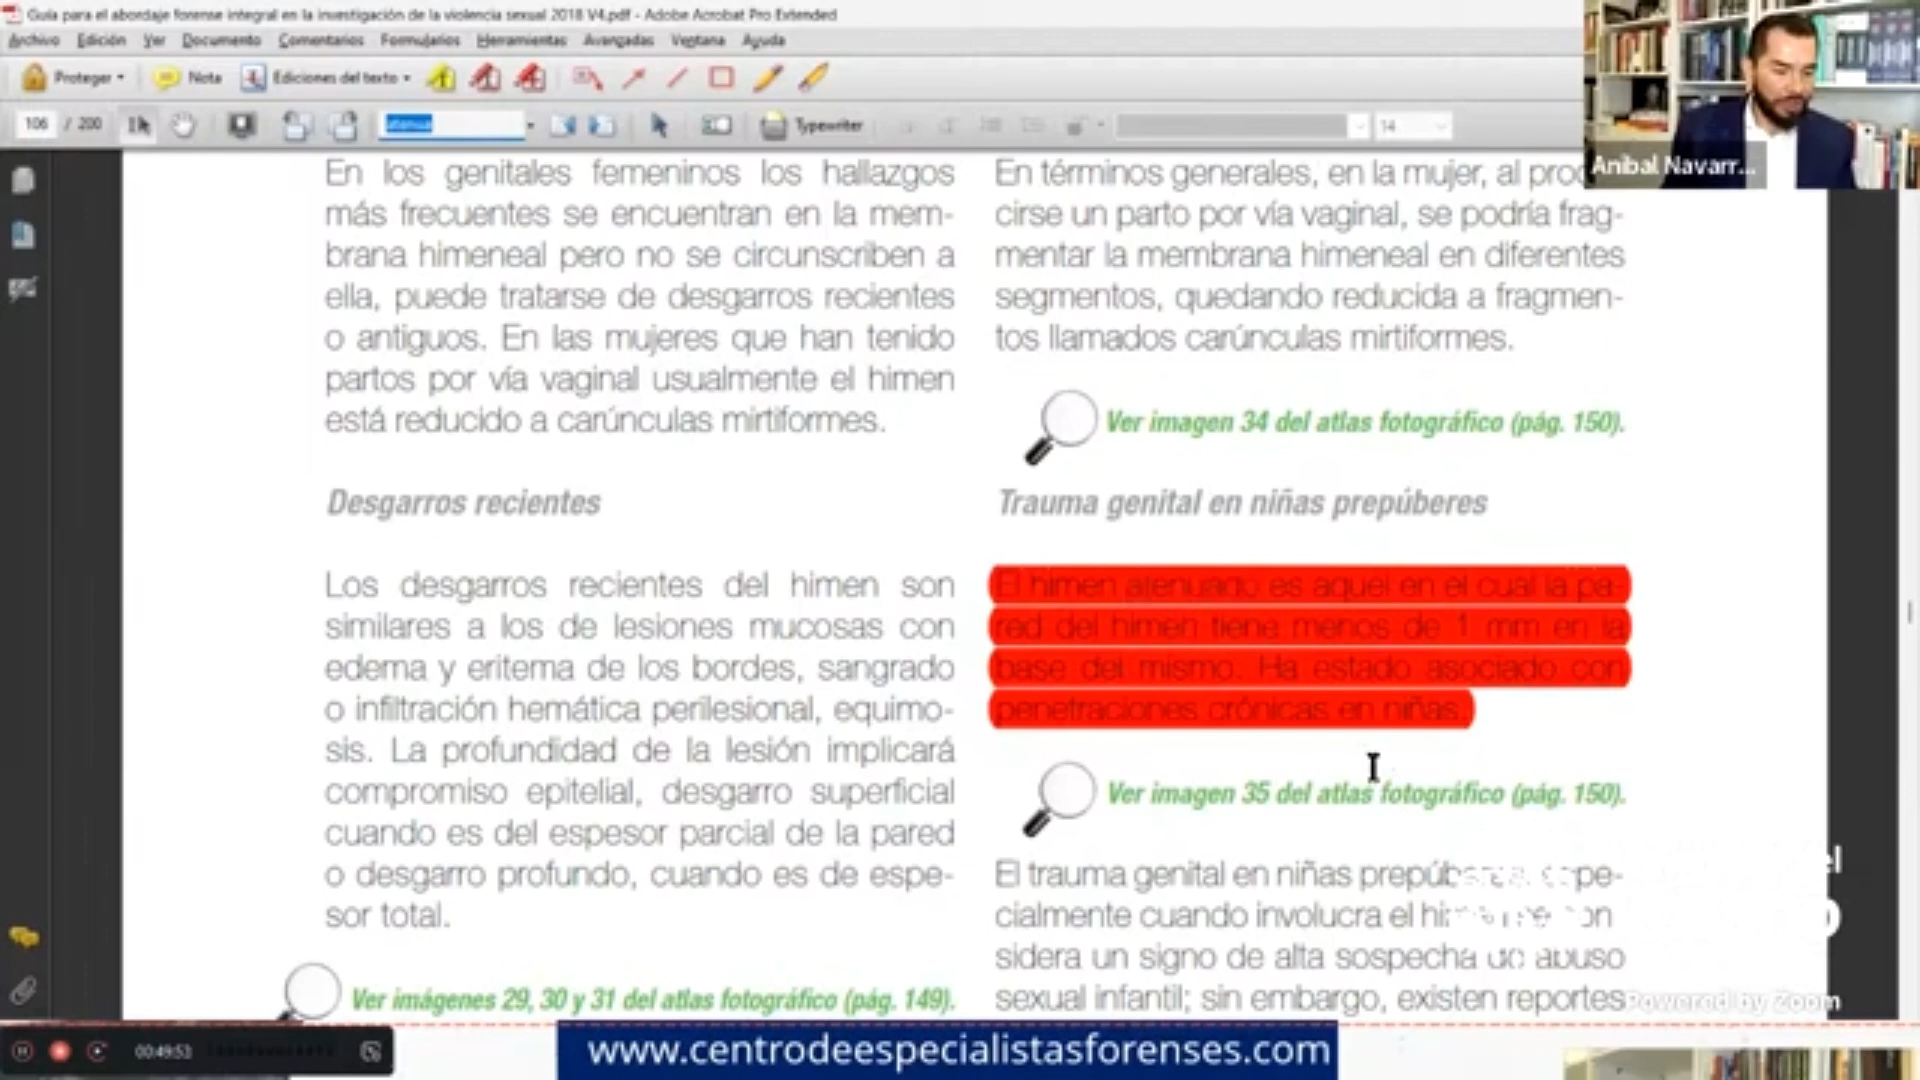 Guía para el abordaje forense integral en la investigación de la violencia sexual 2018 V4.pdf - Adobe Acrobat Pro Extended
Archivo Edición Ver Documento Comentarios Formularios Herramientas Avanzadas Ventana Ayuda
Proteger Nota Ediciones del texto
106 / 200 atenua Typewriter 14
Anibal Navarr...
En los genitales femeninos los hallazgos
más frecuentes se encuentran en la mem-
brana himeneal pero no se circunscriben a
ella, puede tratarse de desgarros recientes
o antiguos. En las mujeres que han tenido
partos por vía vaginal usualmente el himen
está reducido a carúnculas mirtiformes.
Desgarros recientes
Los desgarros recientes del himen son
similares a los de lesiones mucosas con
edema y eritema de los bordes, sangrado
o infiltración hemática perilesional, equimo-
sis. La profundidad de la lesión implicará
compromiso epitelial, desgarro superficial
cuando es del espesor parcial de la pared
o desgarro profundo, cuando es de espe-
sor total.
Ver imágenes 29, 30 y 31 del atlas fotográfico (pág. 149).
En términos generales, en la mujer, al
cirse un parto por vía vaginal, se podría frag-
mentar la membrana himeneal en diferentes
segmentos, quedando reducida a fragmen-
tos llamados carúnculas mirtiformes.
Ver imagen 34 del atlas fotográfico (pág. 150).
Trauma genital en niñas prepúberes
El himen atenuado es aquel en el cual la pa-
red del himen tiene menos de 1 mm en la
base del mismo. Ha estado asociado con
penetraciones crónicas en niñas.
Ver imagen 35 del atlas fotográfico (pág. 150).
El trauma genital en niñas
cialmente cuando involucra el
sidera un signo de alta sospecha abuso
sexual infantil; sin embargo, existen reportes
Powered by Zoom
00:49:53
www.centrodeespecialistasforenses.com